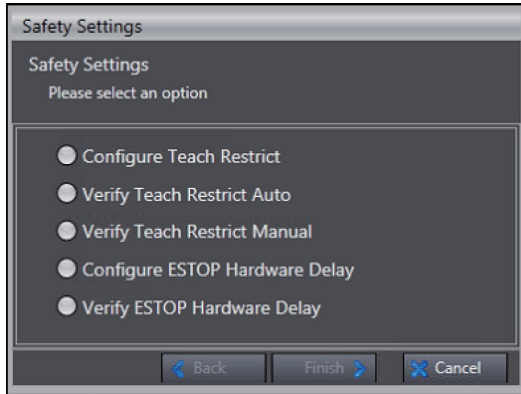 Safety Settings
Safety Settings
Please select an option
Configure Teach Restrict
Verify Teach Restrict Auto
Verify Teach Restrict Manual
Configure ESTOP Hardware Delay
Verify ESTOP Hardware Delay
Back Finish Cancel